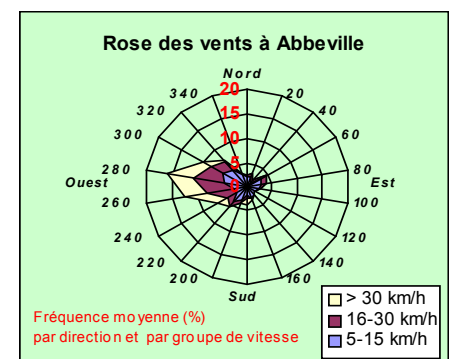 Rose des vents à Abbeville
Nord
340
20
20
320
15
40
300
10
60
280
5
80
Ouest
0
Est
260
100
240
120
220
140
200
160
Sud
Fréquence moyenne (%)
par direction et par groupe de vitesse
> 30 km/h
16-30 km/h
5-15 km/h